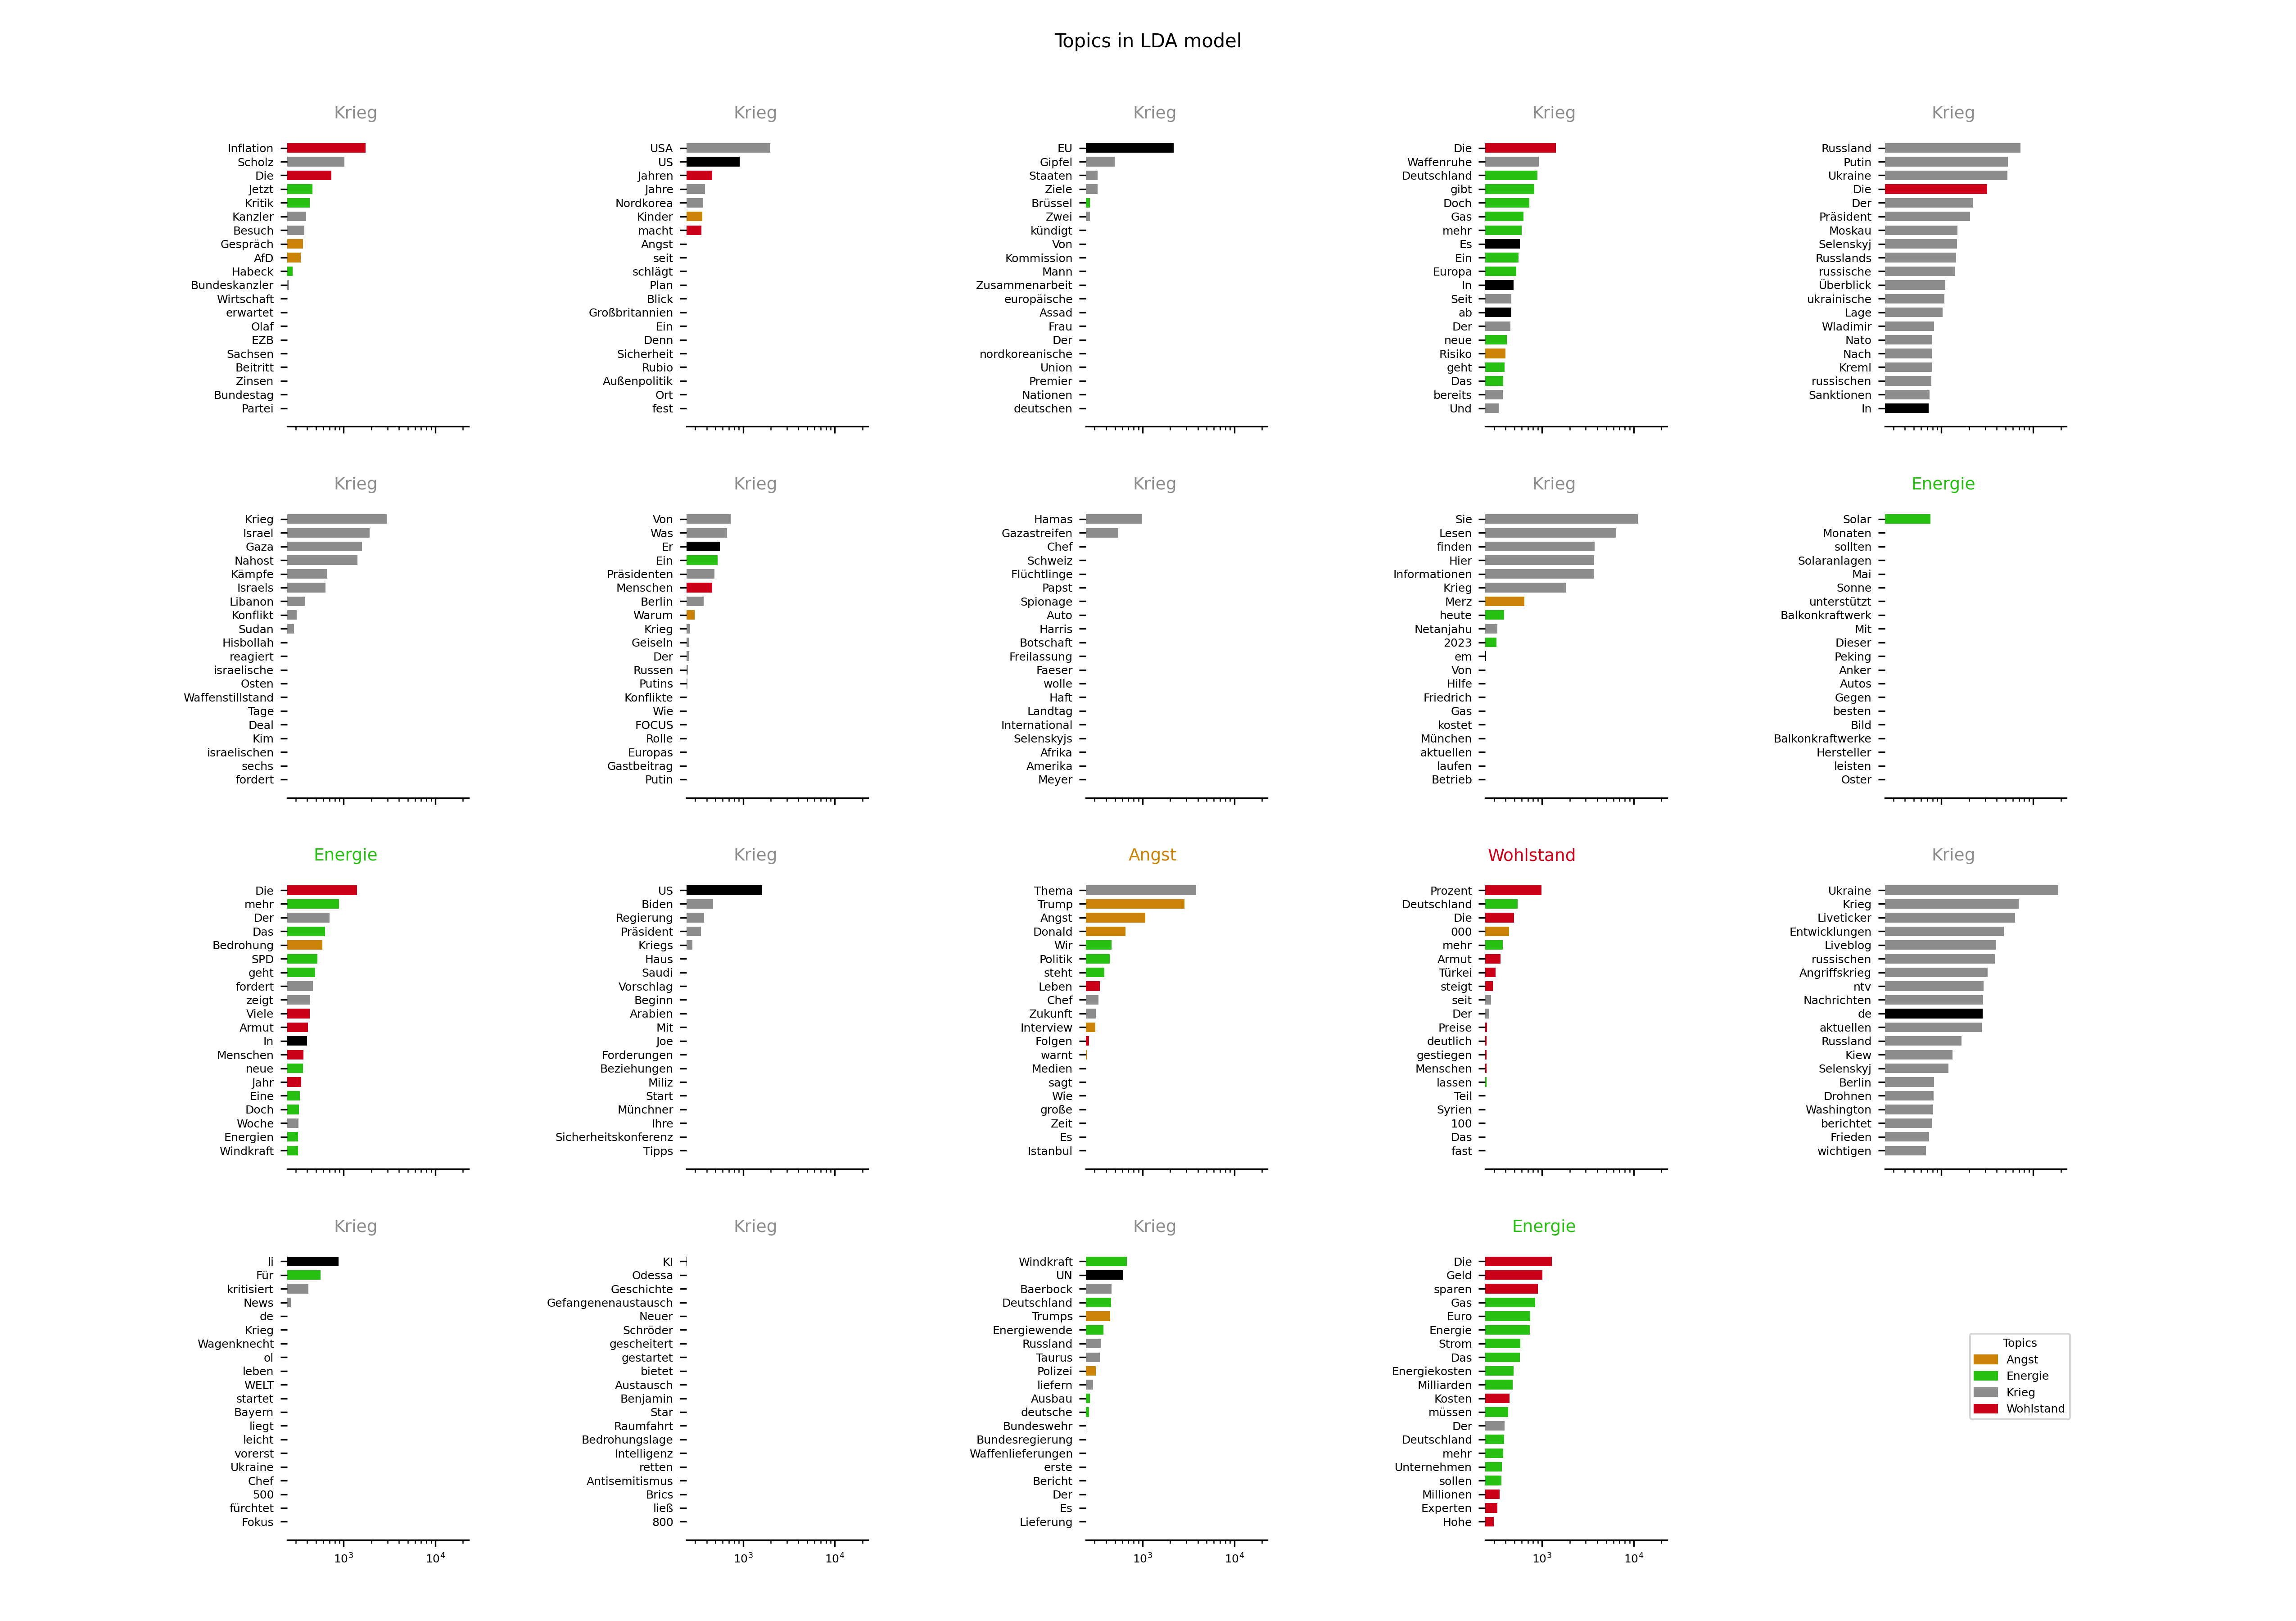 Topics in LDA model
Krieg
Inflation
Scholz
Die
Jetzt
Kritik
Kanzler
Besuch
Gespräch
AfD
Habeck
Bundeskanzler
Wirtschaft
erwartet
Olaf
EZB
Sachsen
Beitritt
Zinsen
Bundestag
Partei
Krieg
USA
US
Jahren
Jahre
Nordkorea
Kinder
macht
Angst
seit
schlägt
Plan
Blick
Großbritannien
Ein
Denn
Sicherheit
Rubio
Außenpolitik
Ort
fest
Krieg
EU
Gipfel
Staaten
Ziele
Brüssel
Zwei
kündigt
Von
Kommission
Mann
Zusammenarbeit
europäische
Assad
Frau
Der
nordkoreanische
Union
Premier
Nationen
deutschen
Krieg
Die
Waffenruhe
Deutschland
gibt
Doch
Gas
mehr
Es
Ein
Europa
In
Seit
ab
Der
neue
Risiko
geht
Das
bereits
Und
Krieg
Russland
Putin
Ukraine
Die
Der
Präsident
Moskau
Selenskyj
Russlands
russische
Überblick
ukrainische
Lage
Wladimir
Nato
Nach
Kreml
russischen
Sanktionen
In
Krieg
Krieg
Israel
Gaza
Nahost
Kämpfe
Israels
Libanon
Konflikt
Sudan
Hisbollah
reagiert
israelische
Osten
Waffenstillstand
Tage
Deal
Kim
israelischen
sechs
fordert
Krieg
Von
Was
Er
Ein
Präsidenten
Menschen
Berlin
Warum
Krieg
Geiseln
Der
Russen
Putins
Konflikte
Wie
FOCUS
Rolle
Europas
Gastbeitrag
Putin
Krieg
Hamas
Gazastreifen
Chef
Schweiz
Flüchtlinge
Papst
Spionage
Auto
Harris
Botschaft
Freilassung
Faeser
wolle
Haft
Landtag
International
Selenskyjs
Afrika
Amerika
Meyer
Krieg
Sie
Lesen
finden
Hier
Informationen
Krieg
Merz
heute
Netanjahu
2023
em
Von
Hilfe
Friedrich
Gas
kostet
München
aktuellen
laufen
Betrieb
Energie
Solar
Monaten
sollten
Solaranlagen
Mai
Sonne
unterstützt
Balkonkraftwerk
Mit
Dieser
Peking
Anker
Autos
Gegen
besten
Bild
Balkonkraftwerke
Hersteller
leisten
Oster
Energie
Die
mehr
Der
Das
Bedrohung
SPD
geht
fordert
zeigt
Viele
Armut
In
Menschen
neue
Jahr
Eine
Doch
Woche
Energien
Windkraft
Krieg
US
Biden
Regierung
Präsident
Kriegs
Haus
Saudi
Vorschlag
Beginn
Arabien
Mit
Joe
Forderungen
Beziehungen
Miliz
Start
Münchner
Ihre
Sicherheitskonferenz
Tipps
Angst
Thema
Trump
Angst
Donald
Wir
Politik
steht
Leben
Chef
Zukunft
Interview
Folgen
warnt
Medien
sagt
Wie
große
Zeit
Es
Istanbul
Wohlstand
Prozent
Deutschland
Die
000
mehr
Armut
Türkei
steigt
seit
Der
Preise
deutlich
gestiegen
Menschen
lassen
Teil
Syrien
100
Das
fast
Krieg
Ukraine
Krieg
Liveticker
Entwicklungen
Liveblog
russischen
Angriffskrieg
ntv
Nachrichten
de
aktuellen
Russland
Kiew
Selenskyj
Berlin
Drohnen
Washington
berichtet
Frieden
wichtigen
Krieg
li
Für
kritisiert
News
de
Krieg
Wagenknecht
ol
leben
WELT
startet
Bayern
liegt
leicht
vorerst
Ukraine
Chef
500
fürchtet
Fokus
10³ 10⁴
Krieg
KI
Odessa
Geschichte
Gefangenenaustausch
Neuer
Schröder
gescheitert
gestartet
bietet
Austausch
Benjamin
Star
Raumfahrt
Bedrohungslage
Intelligenz
retten
Antisemitismus
Brics
ließ
800
10³ 10⁴
Krieg
Windkraft
UN
Baerbock
Deutschland
Trumps
Energiewende
Russland
Taurus
Polizei
liefern
Ausbau
deutsche
Bundeswehr
Bundesregierung
Waffenlieferungen
erste
Bericht
Der
Es
Lieferung
10³ 10⁴
Energie
Die
Geld
sparen
Gas
Euro
Energie
Strom
Das
Energiekosten
Milliarden
Kosten
müssen
Der
Deutschland
mehr
Unternehmen
sollen
Millionen
Experten
Hohe
10³ 10⁴
Topics
Angst
Energie
Krieg
Wohlstand